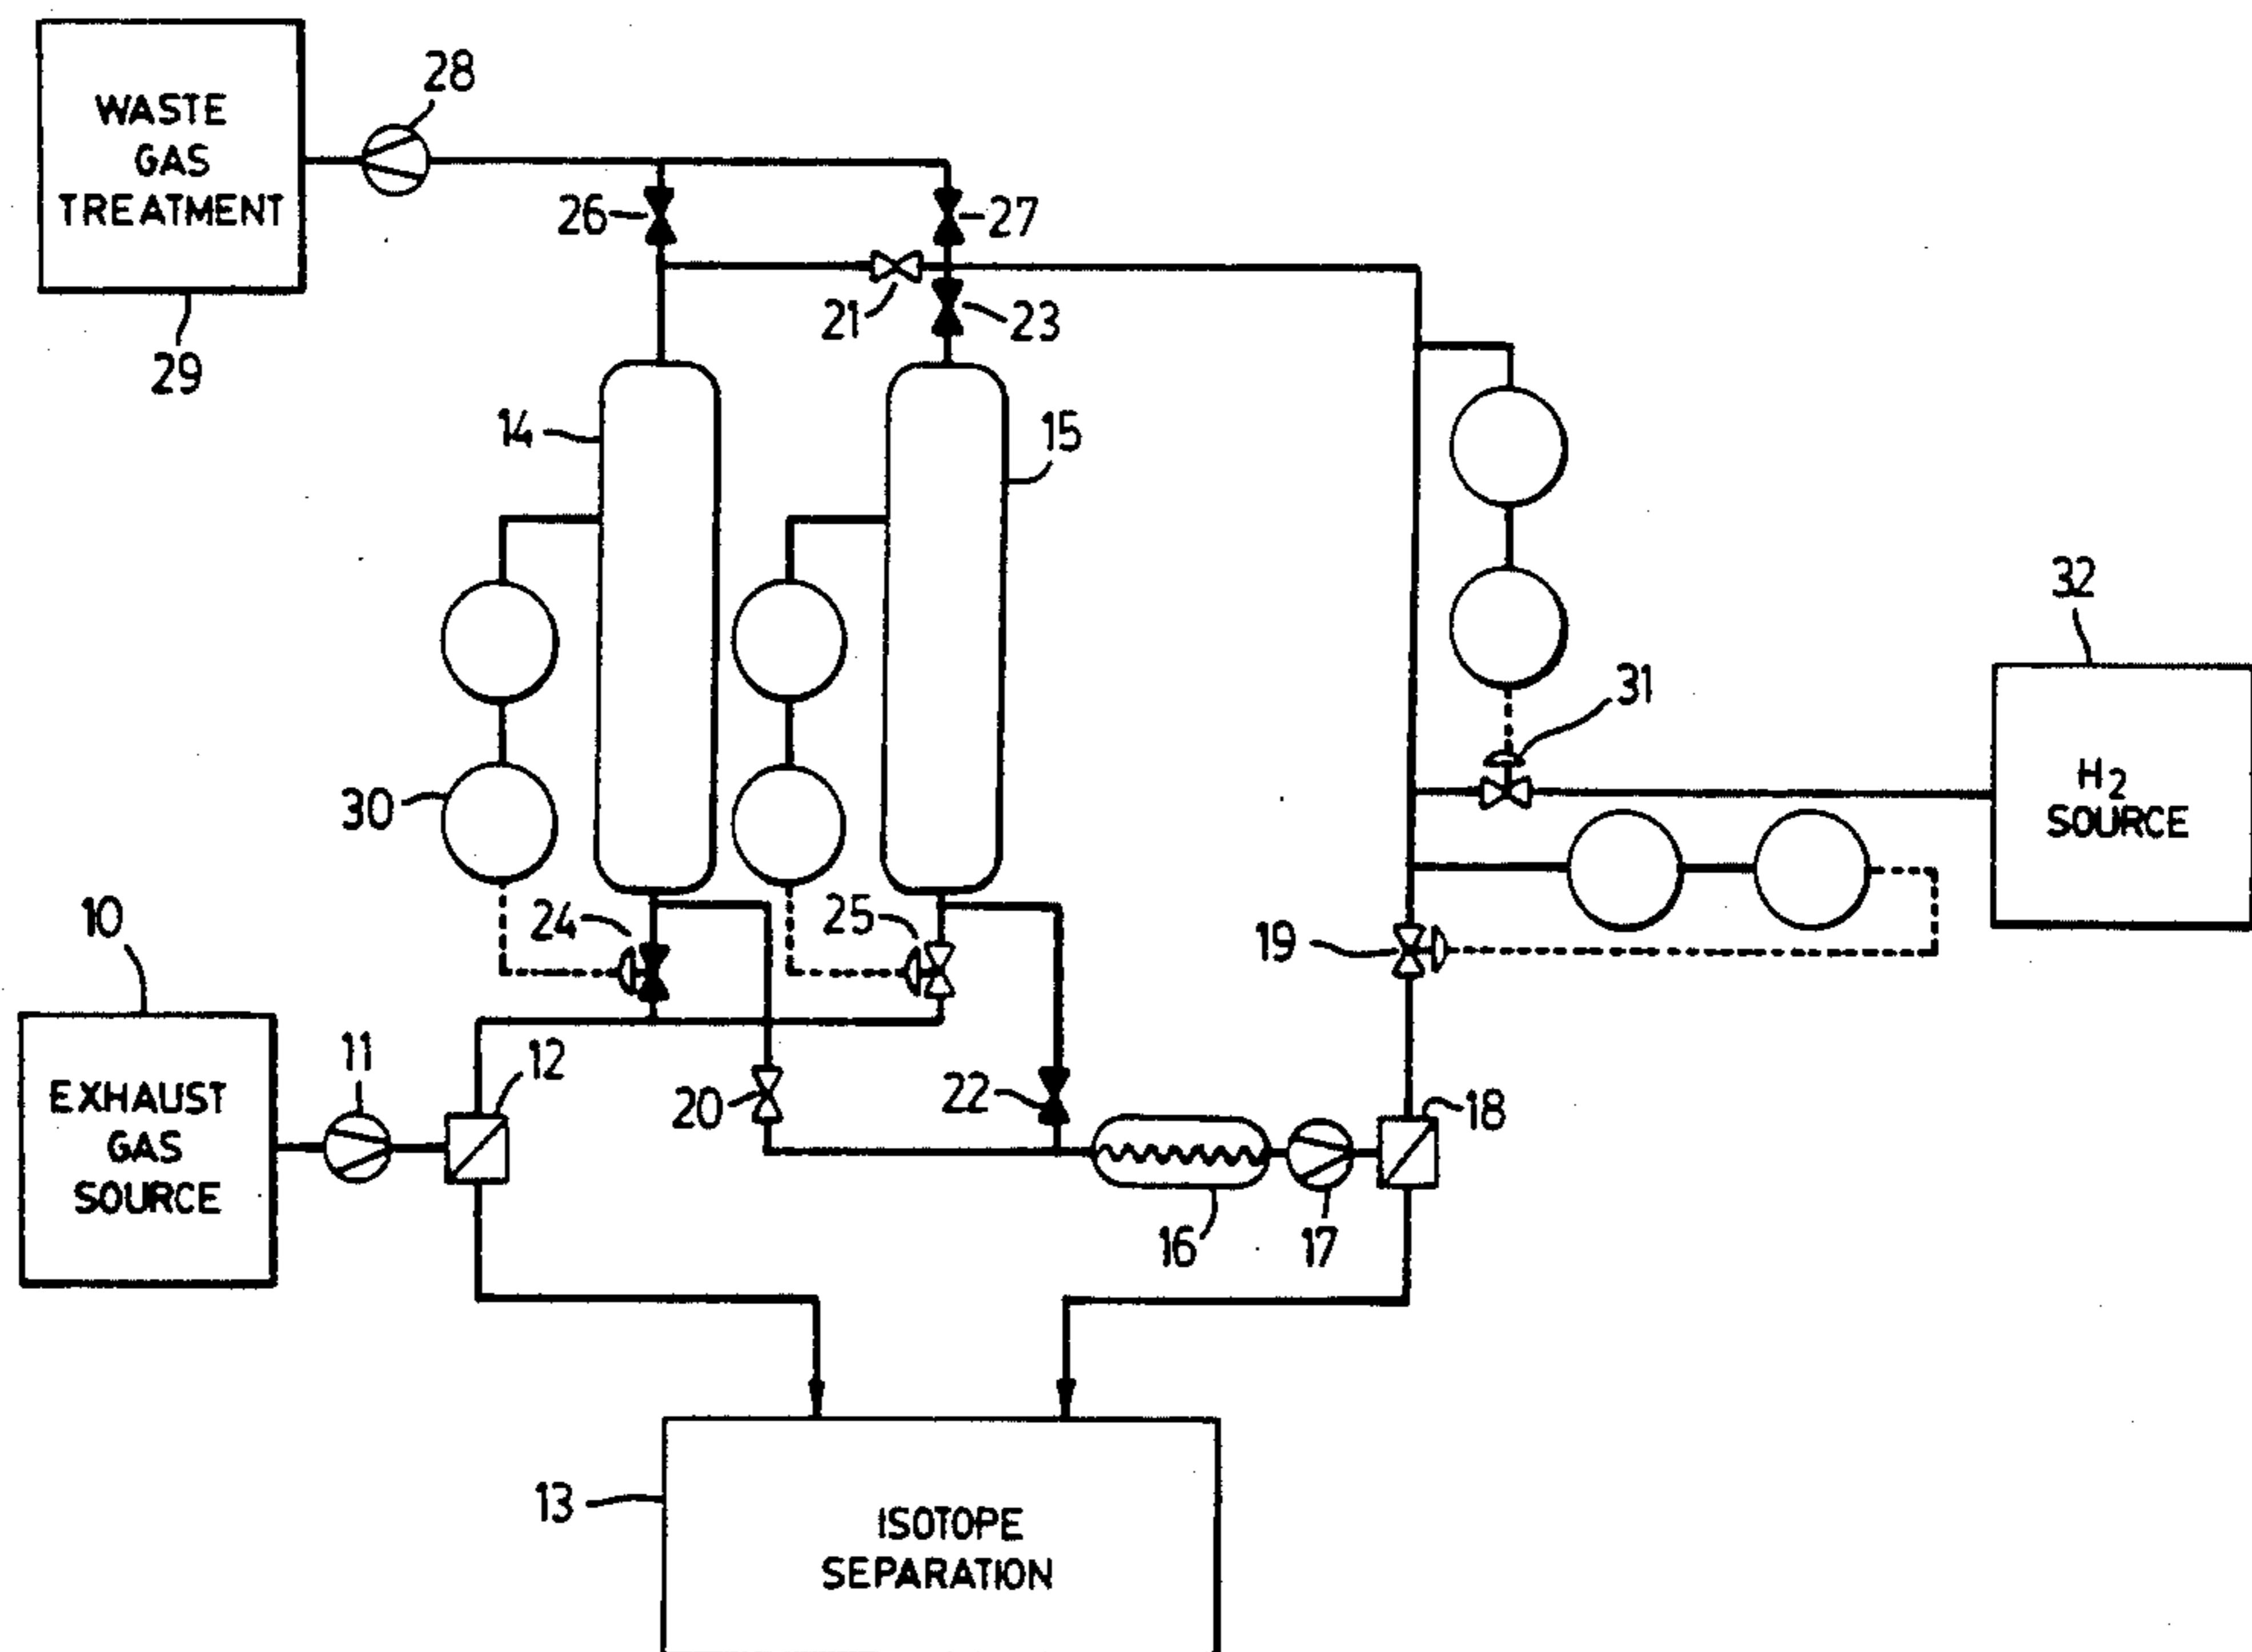 28
WASTE
GAS
TREATMENT
26
27
21
23
29
14
15
32
31
30
H2
SOURCE
10
24
25
19
11
12
EXHAUST
GAS
SOURCE
20
22
18
16
17
13
ISOTOPE
SEPARATION